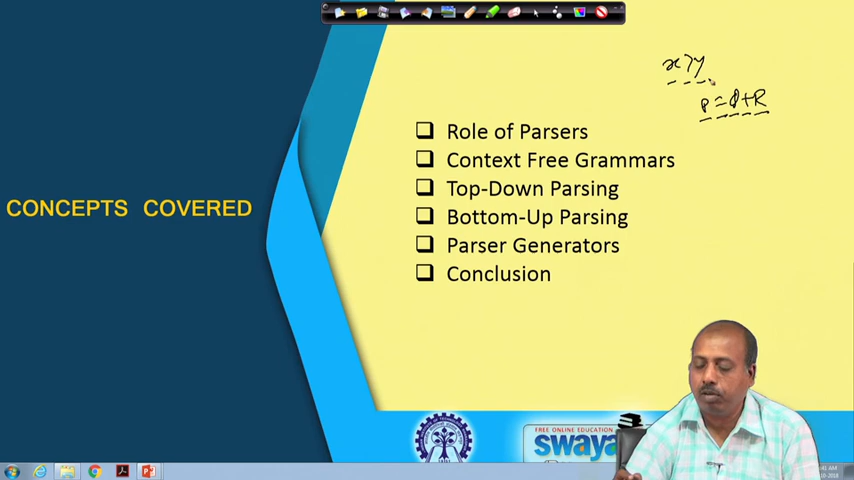 x>y
P=Q+R
Role of Parsers
Context Free Grammars
CONCEPTS COVERED
Top-Down Parsing
Bottom-Up Parsing
Parser Generators
Conclusion
FREE ONLINE EDUCATION
swaya